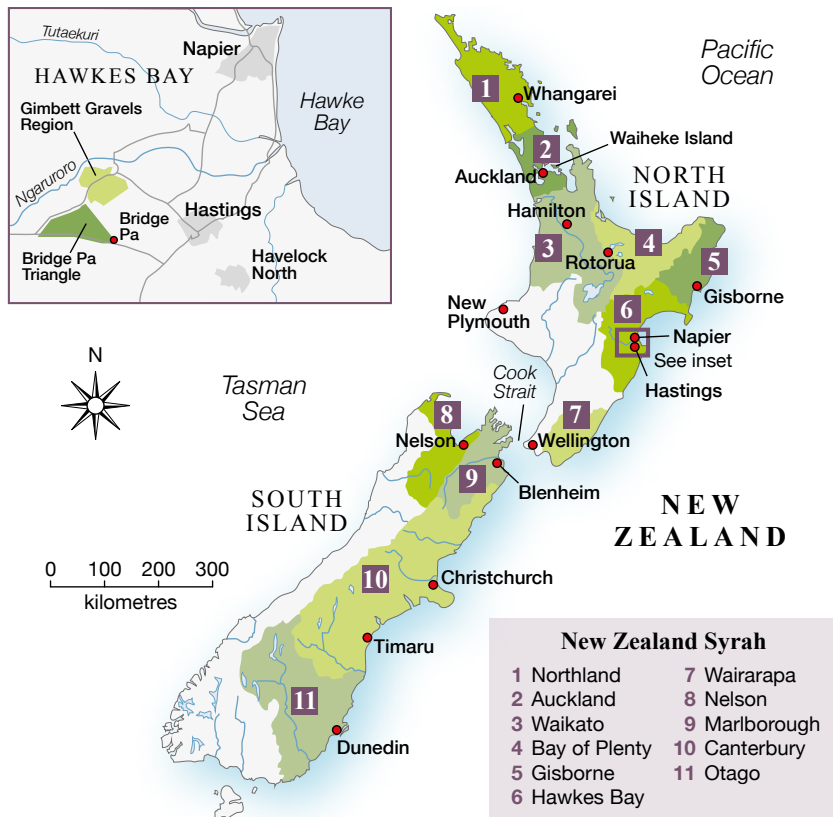 Tutaekuri
Napier
HAWKES BAY
Hawke
Bay
Gimbett Gravels
Region
Ngaruroro
Hastings
Bridge
Pa
Bridge Pa
Triangle
Havelock
North
Pacific
Ocean
1
Whangarei
2
Waiheke Island
Auckland
NORTH
ISLAND
Hamilton
3
4
Rotorua
5
Gisborne
New
Plymouth
6
Napier
See inset
Hastings
N
Tasman
Sea
Cook
Strait
7
8
Nelson
Wellington
9
Blenheim
SOUTH
ISLAND
NEW
ZEALAND
0 100 200 300
kilometres
10
Christchurch
Timaru
11
Dunedin
New Zealand Syrah
1 Northland
2 Auckland
3 Waikato
4 Bay of Plenty
5 Gisborne
6 Hawkes Bay
7 Wairarapa
8 Nelson
9 Marlborough
10 Canterbury
11 Otago